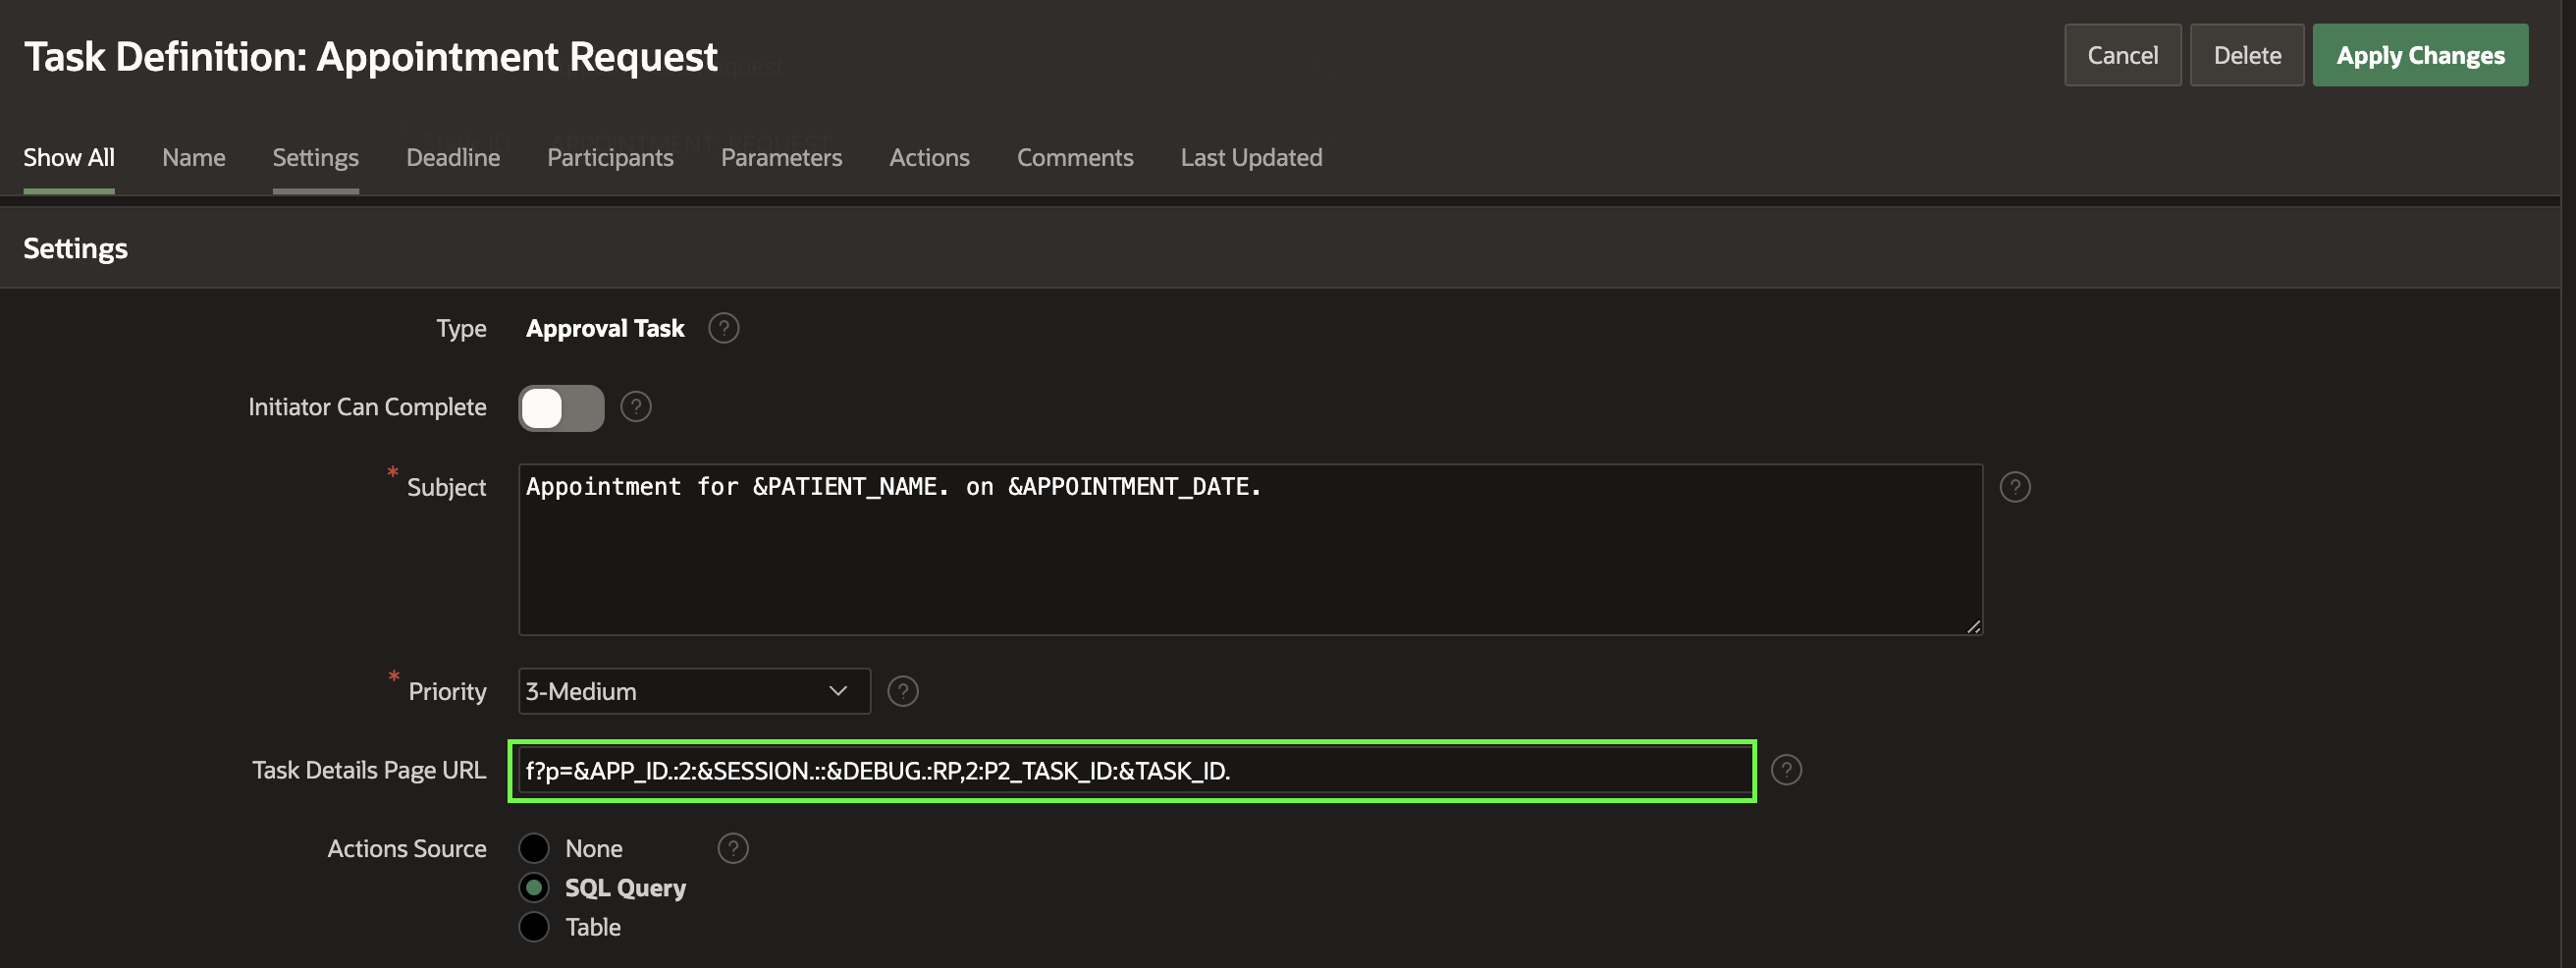 Task Definition: Appointment Request
Cancel
Delete
Apply Changes
Show All
Name
Settings
Deadline
Participants
Parameters
Actions
Comments
Last Updated
Settings
Type
Approval Task
?
Initiator Can Complete
?
* Subject
Appointment for &PATIENT_NAME. on &APPOINTMENT_DATE.
?
* Priority
3-Medium
?
Task Details Page URL
f?p=&APP_ID.:2:&SESSION.::&DEBUG.:RP,2:P2_TASK_ID:&TASK_ID.
?
Actions Source
None
?
SQL Query
Table